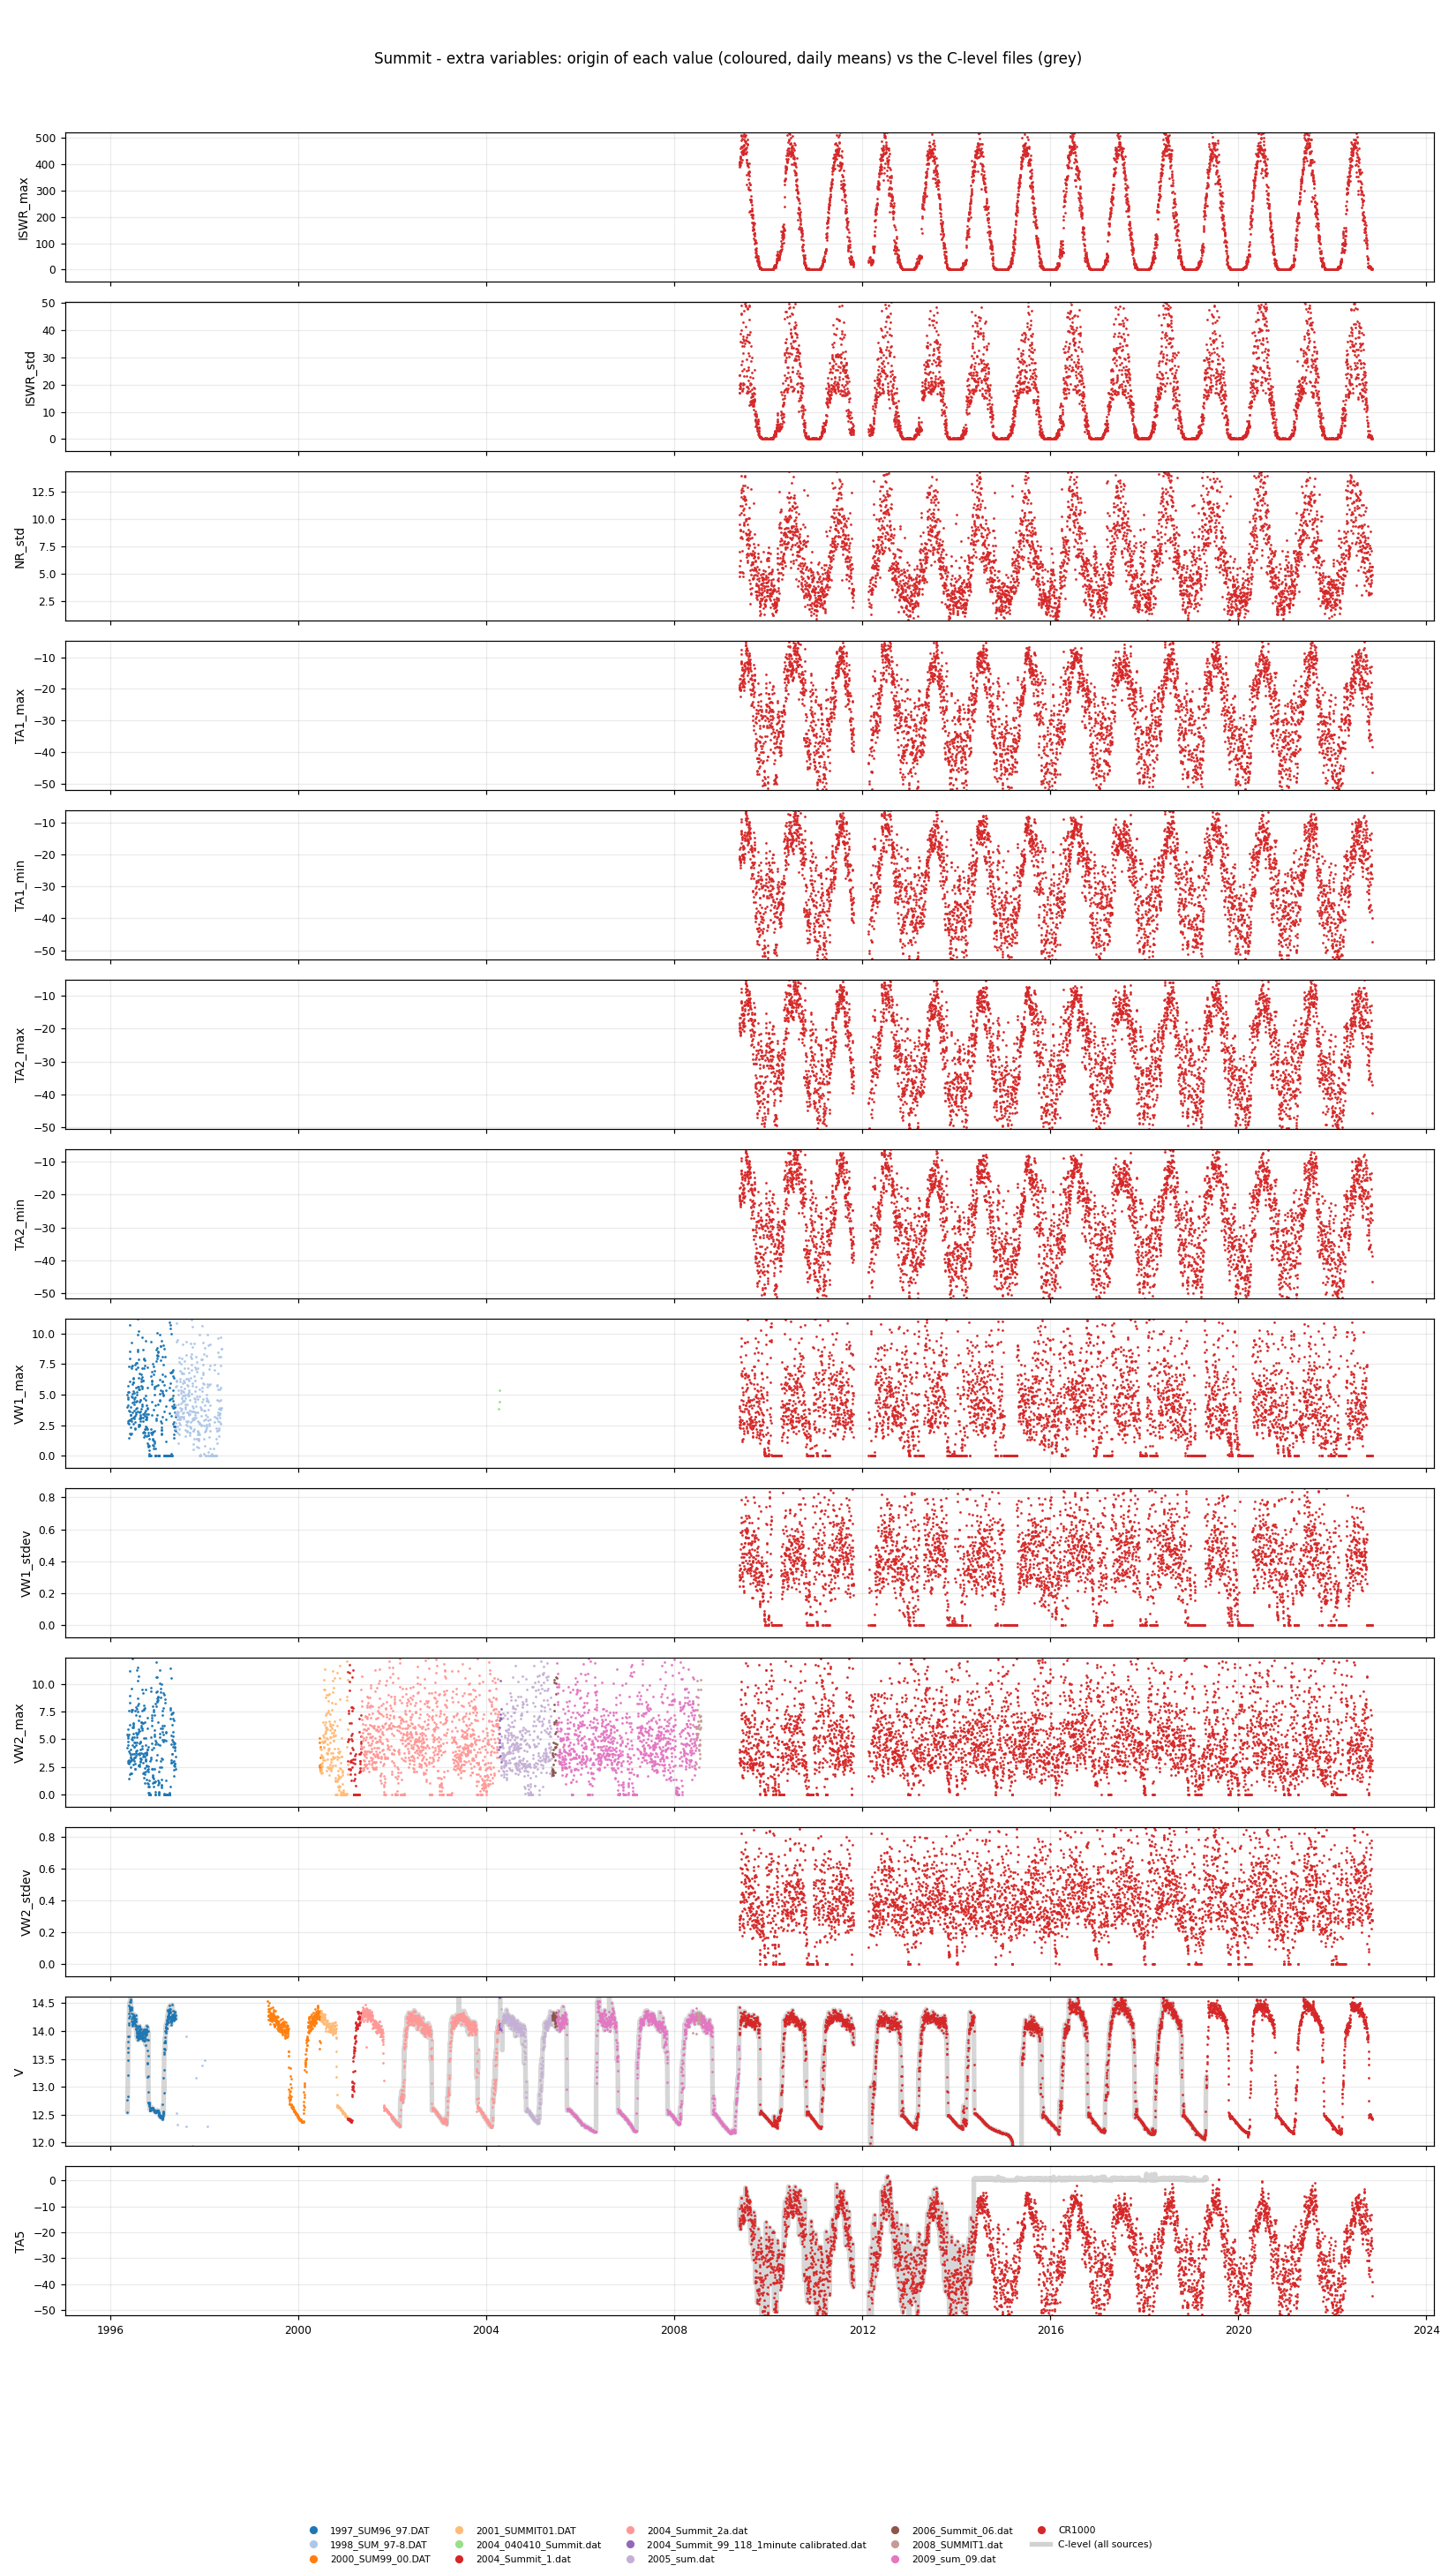 Summit - extra variables: origin of each value (coloured, daily means) vs the C-level files (grey)
ISWR_max
500
400
300
200
100
0
ISWR_std
50
40
30
20
10
0
NR_std
12.5
10.0
7.5
5.0
2.5
TA1_max
−10
−20
−30
−40
−50
TA1_min
−10
−20
−30
−40
−50
TA2_max
−10
−20
−30
−40
−50
TA2_min
−10
−20
−30
−40
−50
VW1_max
10.0
7.5
5.0
2.5
0.0
VW1_stdev
0.8
0.6
0.4
0.2
0.0
VW2_max
10.0
7.5
5.0
2.5
0.0
VW2_stdev
0.8
0.6
0.4
0.2
0.0
V
14.5
14.0
13.5
13.0
12.5
12.0
TA5
0
−10
−20
−30
−40
−50
1996 2000 2004 2008 2012 2016 2020 2024
1997_SUM96_97.DAT
1998_SUM_97-8.DAT
2000_SUM99_00.DAT
2001_SUMMIT01.DAT
2004_040410_Summit.dat
2004_Summit_1.dat
2004_Summit_2a.dat
2004_Summit_99_118_1minute calibrated.dat
2005_sum.dat
2006_Summit_06.dat
2008_SUMMIT1.dat
2009_sum_09.dat
CR1000
C-level (all sources)